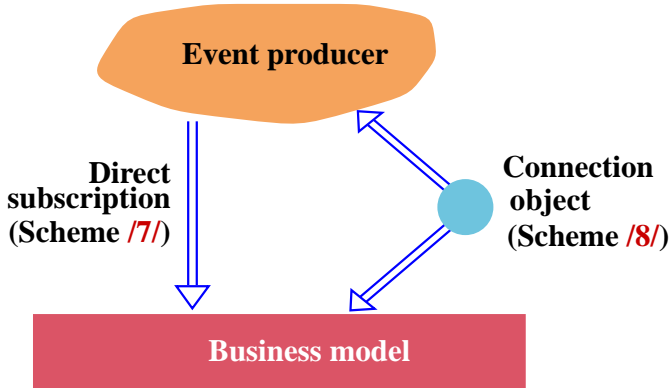 Event producer
Direct
subscription
(Scheme /7/)
Connection
object
(Scheme /8/)
Business model